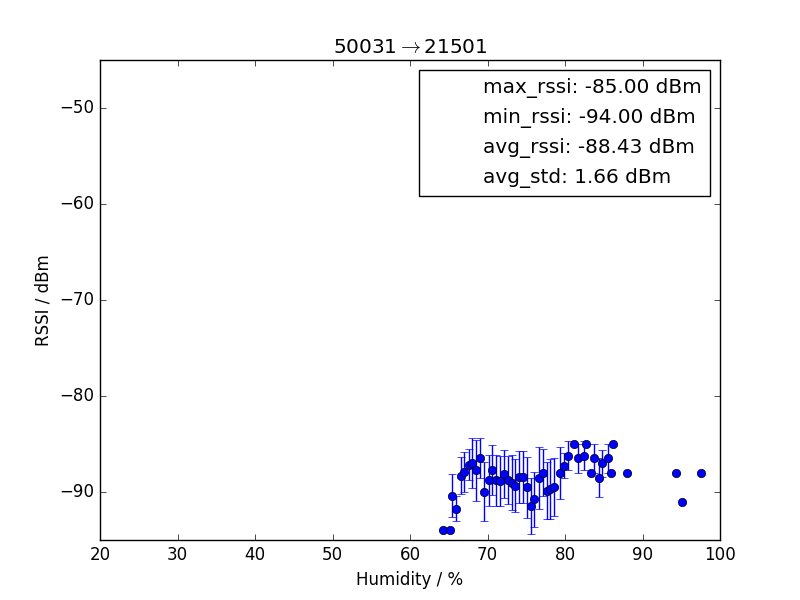 50031→21501
max_rssi: -85.00 dBm
min_rssi: -94.00 dBm
avg_rssi: -88.43 dBm
avg_std: 1.66 dBm
RSSI / dBm
−50
−60
−70
−80
−90
20 30 40 50 60 70 80 90 100
Humidity / %